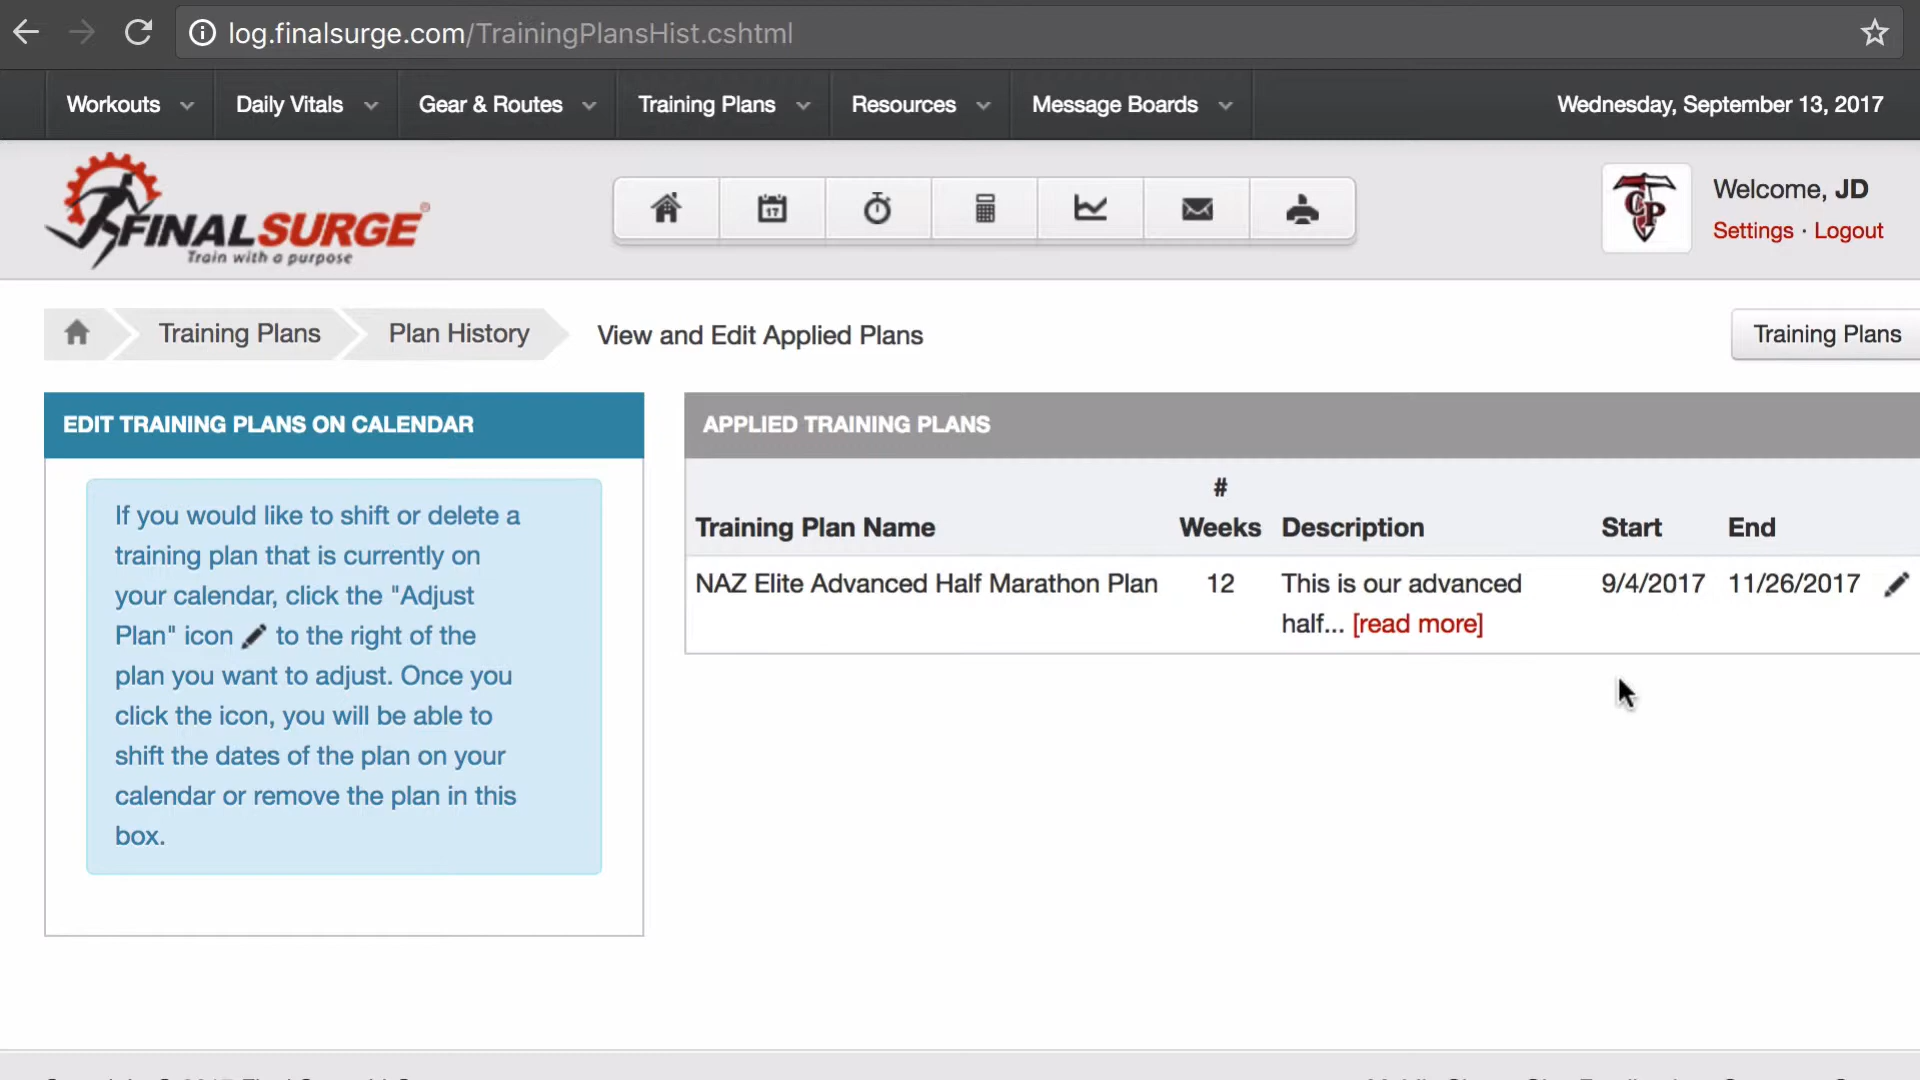 log.finalsurge.com/TrainingPlansHist.cshtml
Workouts Daily Vitals Gear & Routes Training Plans Resources Message Boards Wednesday, September 13, 2017
FINALSURGE®
Train with a purpose
17
CP
Welcome, JD
Settings · Logout
Training Plans Plan History View and Edit Applied Plans Training Plans
EDIT TRAINING PLANS ON CALENDAR
If you would like to shift or delete a
training plan that is currently on
your calendar, click the "Adjust
Plan" icon to the right of the
plan you want to adjust. Once you
click the icon, you will be able to
shift the dates of the plan on your
calendar or remove the plan in this
box.
APPLIED TRAINING PLANS
#
Training Plan Name Weeks Description Start End
NAZ Elite Advanced Half Marathon Plan 12 This is our advanced 9/4/2017 11/26/2017
half... [read more]